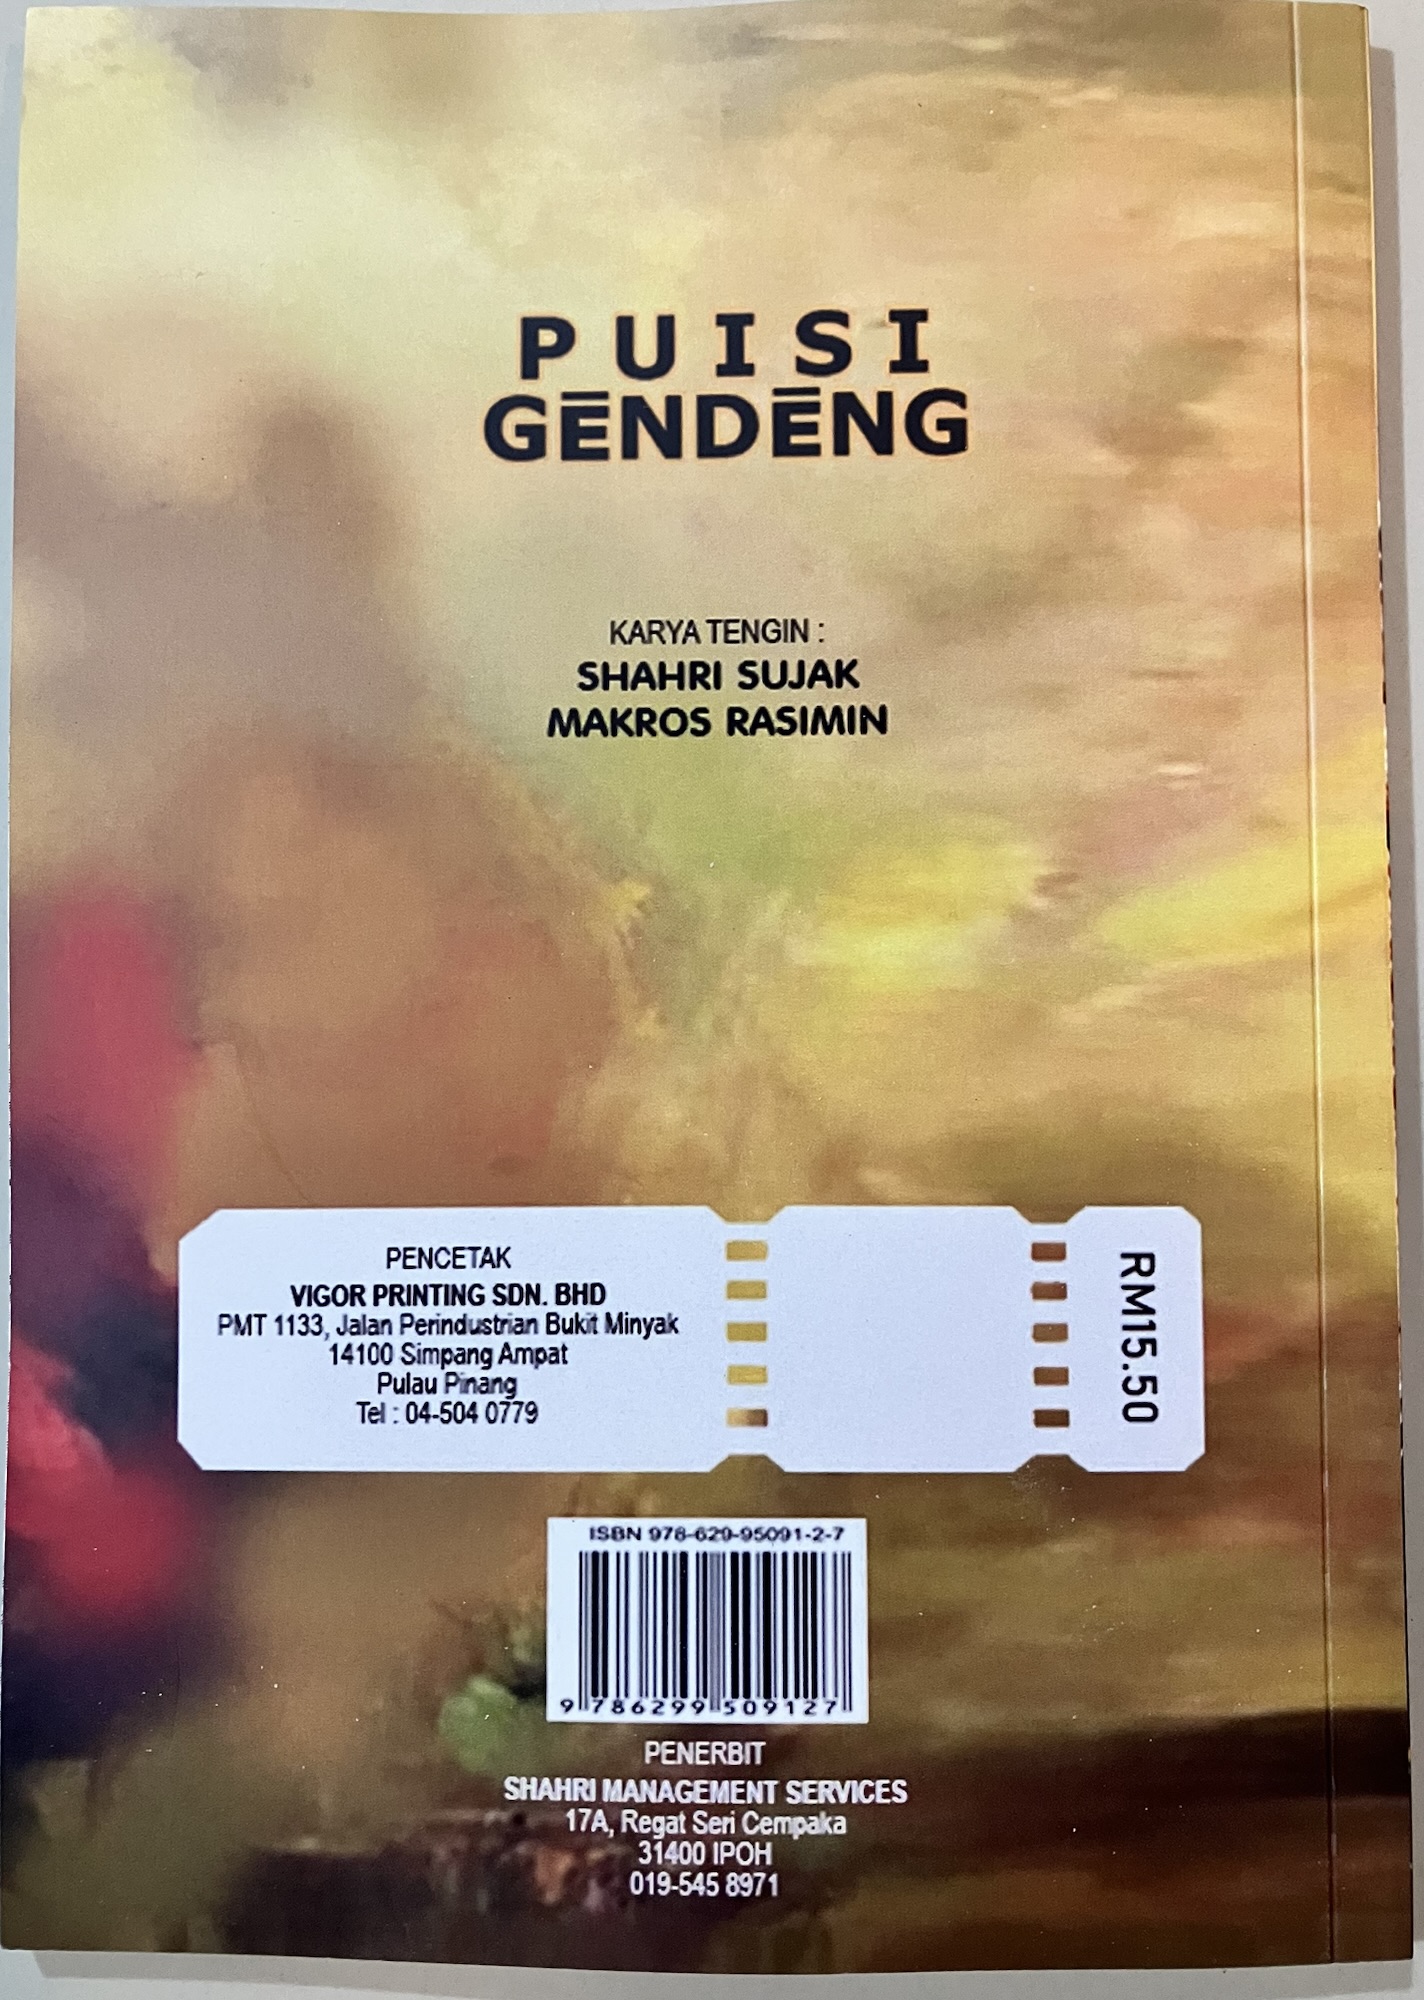 PUISI
GĒNDĒNG
KARYA TENGIN :
SHAHRI SUJAK
MAKROS RASIMIN
PENCETAK
VIGOR PRINTING SDN. BHD
PMT 1133, Jalan Perindustrian Bukit Minyak
14100 Simpang Ampat
Pulau Pinang
Tel : 04-504 0779
RM15.50
ISBN 978-629-95091-2-7
9 786299 509127
PENERBIT
SHAHRI MANAGEMENT SERVICES
17A, Regat Seri Cempaka
31400 IPOH
019-545 8971